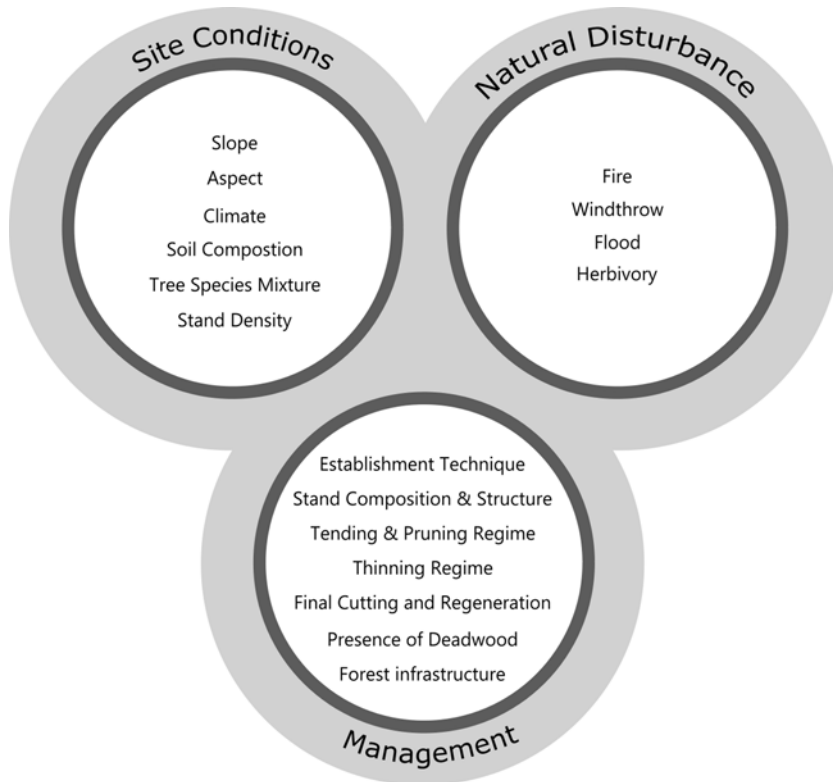 Site Conditions
Slope
Aspect
Climate
Soil Compostion
Tree Species Mixture
Stand Density
Natural Disturbance
Fire
Windthrow
Flood
Herbivory
Establishment Technique
Stand Composition & Structure
Tending & Pruning Regime
Thinning Regime
Final Cutting and Regeneration
Presence of Deadwood
Forest infrastructure
Management